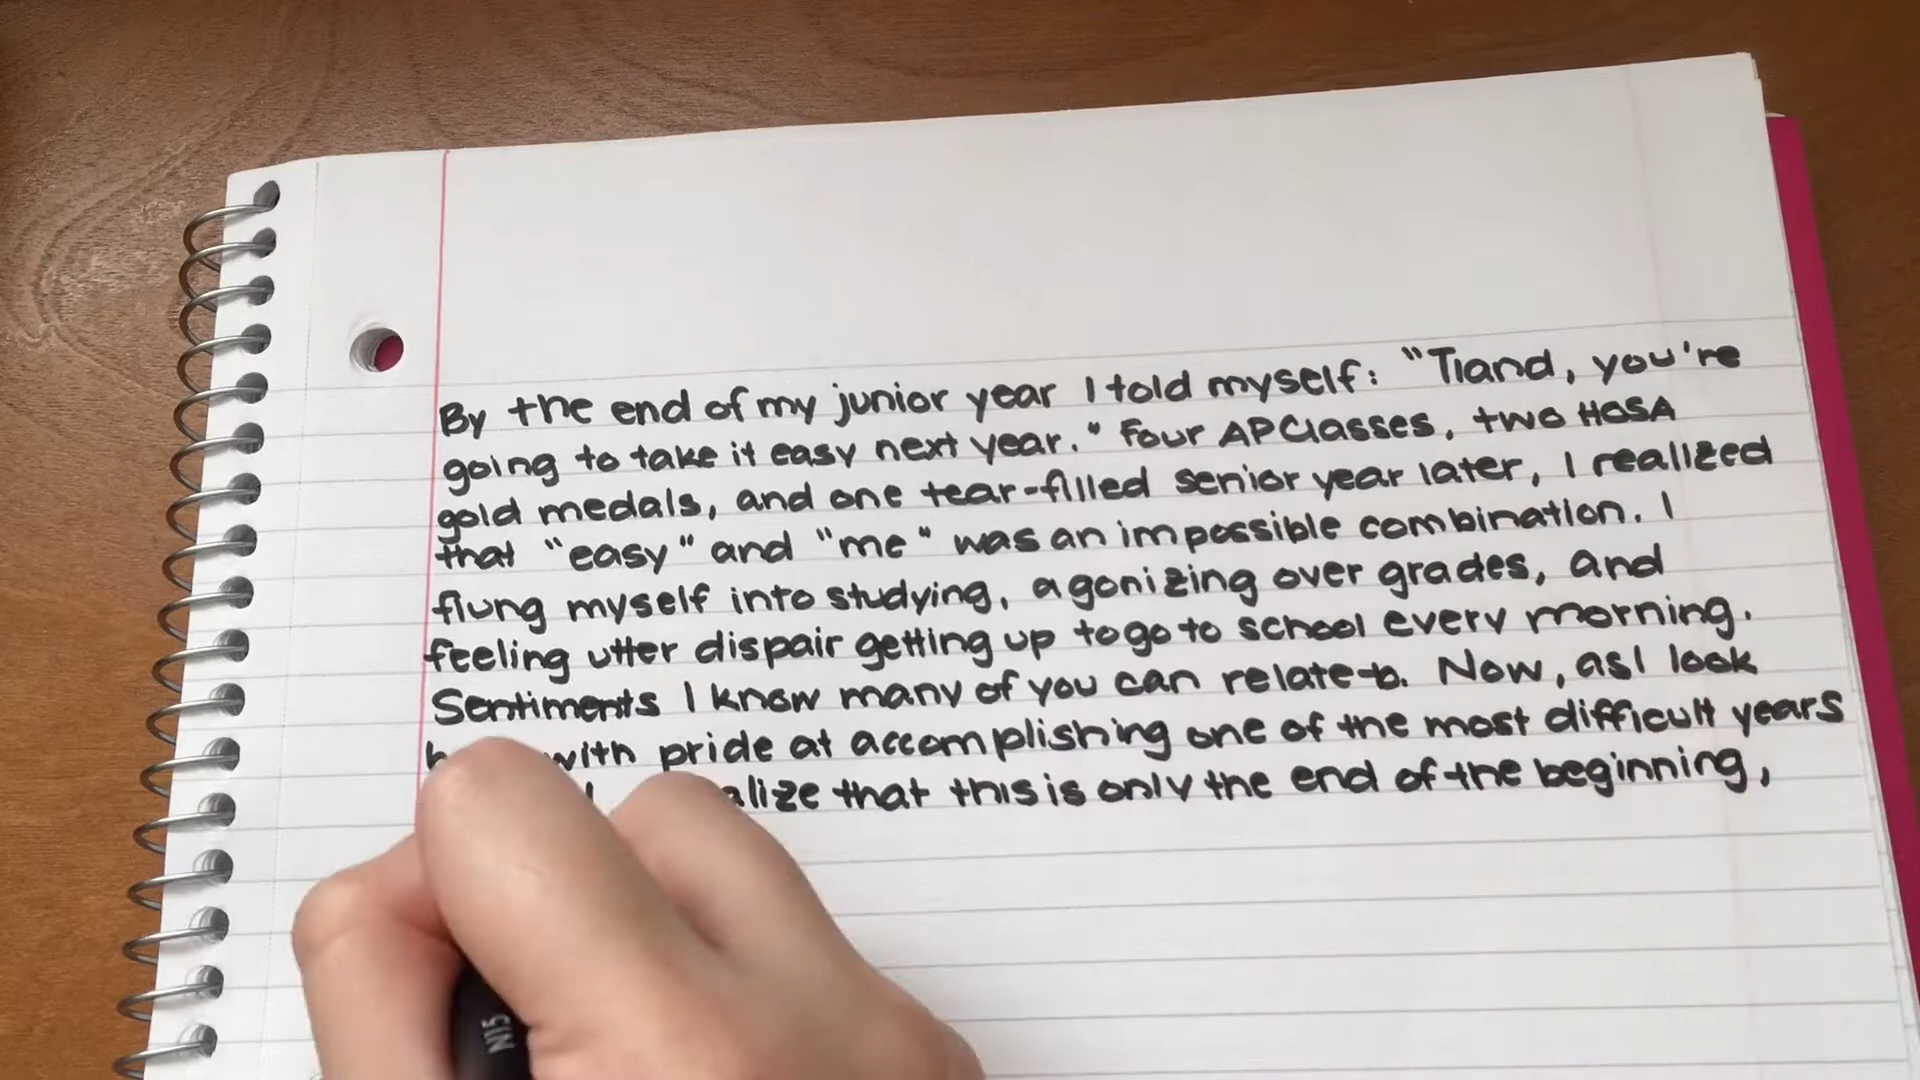 By the end of my junior year I told myself: "Tiand, you're
going to take it easy next year." Four AP Classes, two HOSA
gold medals, and one tear-filled senior year later, I realized
that "easy" and "me" was an impossible combination. I
flung myself into studying, agonizing over grades, and
feeling utter dispair getting up to go to school every morning.
Sentiments I know many of you can relate to. Now, as I look
with pride at accomplishing one of the most difficult years
that this is only the end of the beginning,
N15